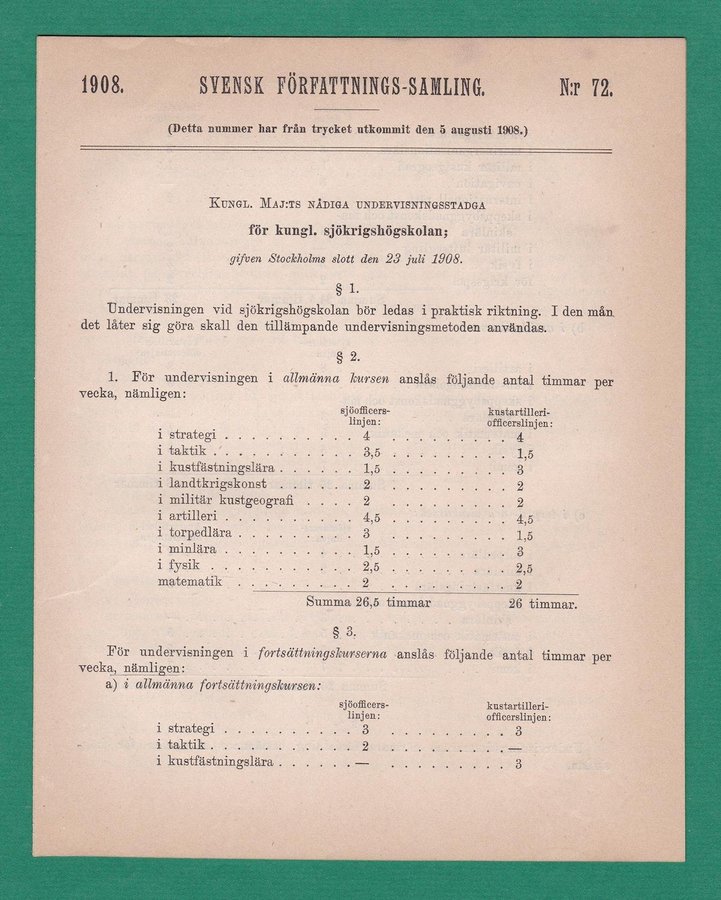 1908. SVENSK FÖRFATTNINGS-SAMLING. N:r 72.
(Detta nummer har från trycket utkommit den 5 augusti 1908.)
KUNGL. MAJ:TS NÅDIGA UNDERVISNINGSSTADGA
för kungl. sjökrigshögskolan;
gifven Stockholms slott den 23 juli 1908.
§ 1.
Undervisningen vid sjökrigshögskolan bör ledas i praktisk riktning. I den mån
det låter sig göra skall den tillämpande undervisningsmetoden användas.
§ 2.
1. För undervisningen i allmänna kursen anslås följande antal timmar per
vecka, nämligen:
sjöofficers- kustartilleri-
linjen: officerslinjen:
i strategi . . . . . . . . . . 4 . . . . . . . . . 4
i taktik . . . . . . . . . . . 3,5 . . . . . . . . . 1,5
i kustfästningslära . . . . . . 1,5 . . . . . . . . . 3
i landtkrigskonst . . . . . . 2 . . . . . . . . . 2
i militär kustgeografi . . . . 2 . . . . . . . . . 2
i artilleri . . . . . . . . . . 4,5 . . . . . . . . . 4,5
i torpedlära . . . . . . . . . 3 . . . . . . . . . 1,5
i minlära . . . . . . . . . . 1,5 . . . . . . . . . 3
i fysik . . . . . . . . . . . 2,5 . . . . . . . . . 2,5
matematik . . . . . . . . . 2 . . . . . . . . . 2
Summa 26,5 timmar 26 timmar.
§ 3.
För undervisningen i fortsättningskurserna anslås följande antal timmar per
vecka, nämligen:
a) i allmänna fortsättningskursen:
sjöofficers- kustartilleri-
linjen: officerslinjen:
i strategi . . . . . . . . . . 3 . . . . . . . . . 3
i taktik . . . . . . . . . . . 2 . . . . . . . . . —
i kustfästningslära . . . . . . — . . . . . . . . . 3